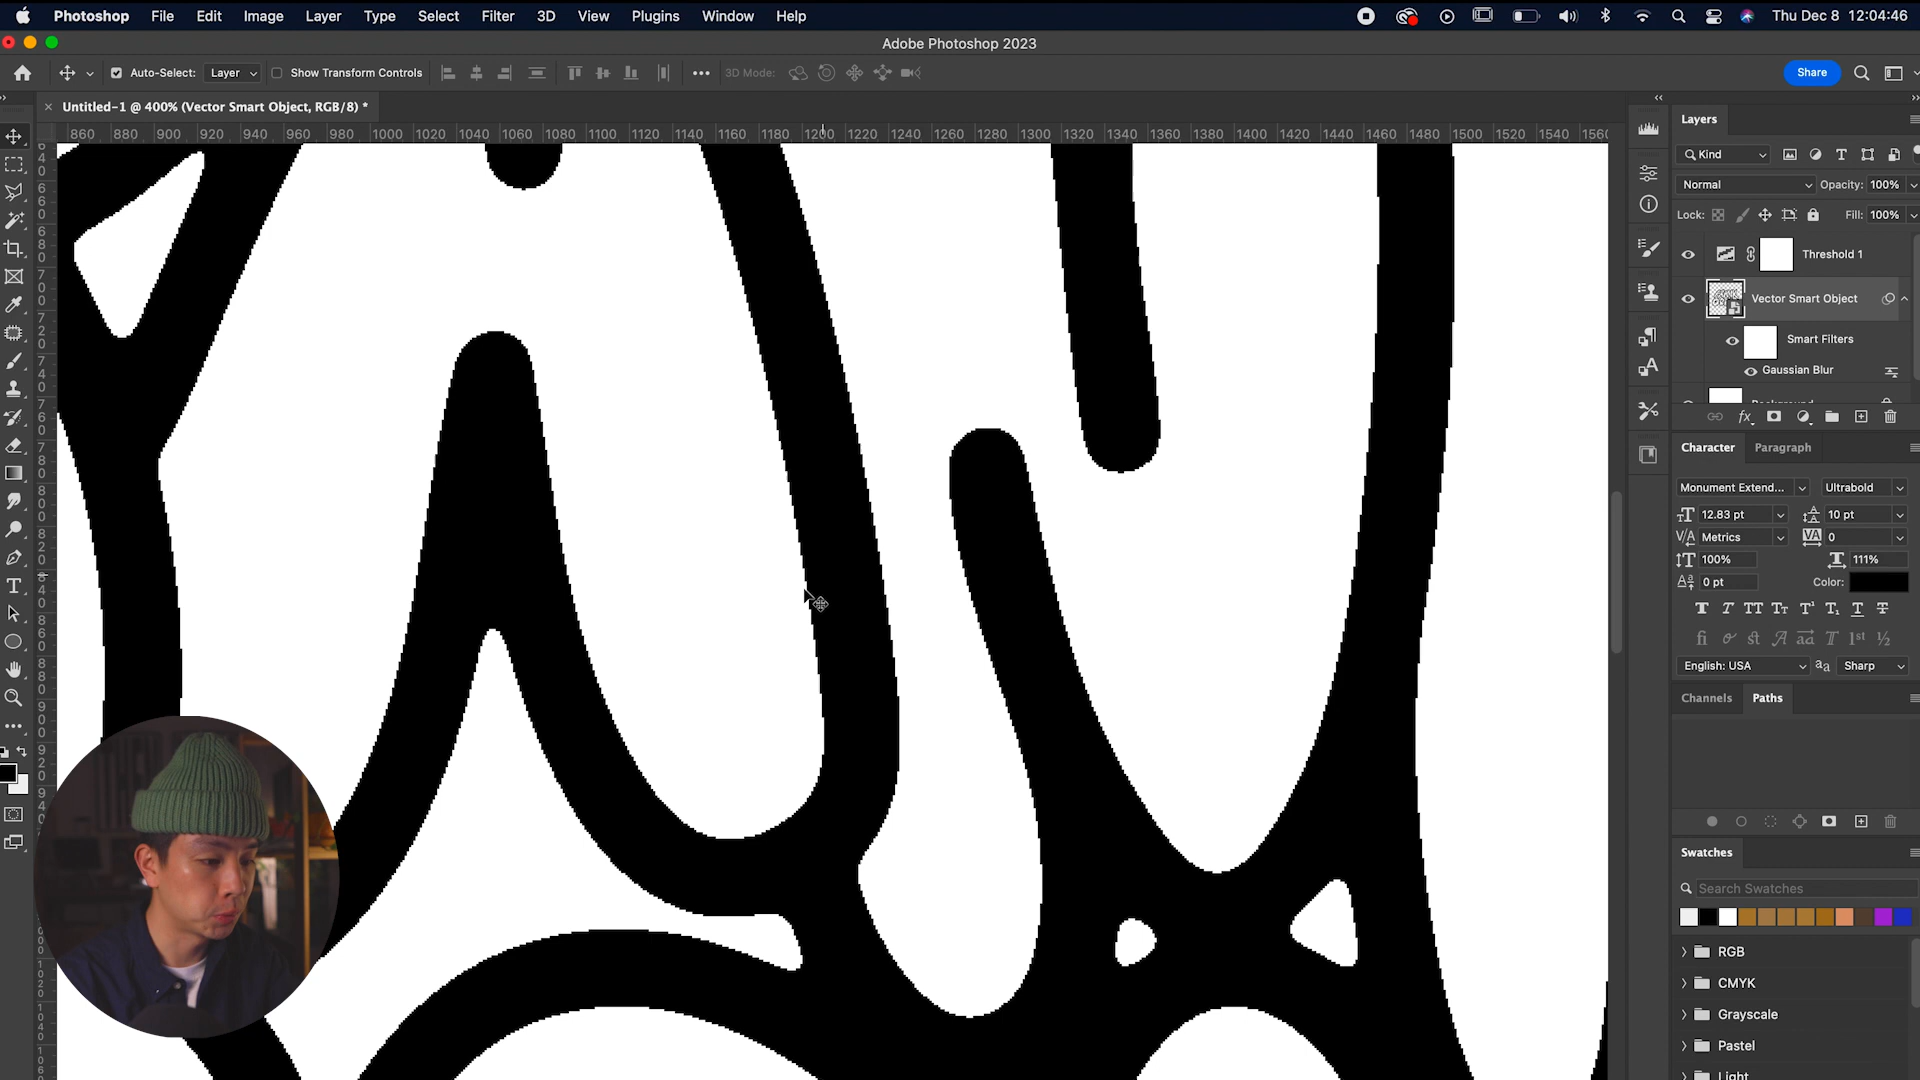 Photoshop File Edit Image Layer Type Select Filter 3D View Plugins Window Help Thu Dec 8 12:04:46
Adobe Photoshop 2023
Auto-Select: Layer Show Transform Controls 3D Mode: Share
× Untitled-1 @ 400% (Vector Smart Object, RGB/8) *
860 880 900 920 940 960 980 1000 1020 1040 1060 1080 1100 1120 1140 1160 1180 1200 1220 1240 1260 1280 1300 1320 1340 1360 1380 1400 1420 1440 1460 1480 1500 1520 1540
Layers
Kind
Normal Opacity: 100%
Lock: Fill: 100%
Threshold 1
Vector Smart Object
Smart Filters
Gaussian Blur
Character Paragraph
Monument Extend... Ultrabold
12.83 pt 10 pt
Metrics 0
100% 111%
0 pt Color:
English: USA aa Sharp
Channels Paths
Swatches
Search Swatches
RGB
CMYK
Grayscale
Pastel
Light